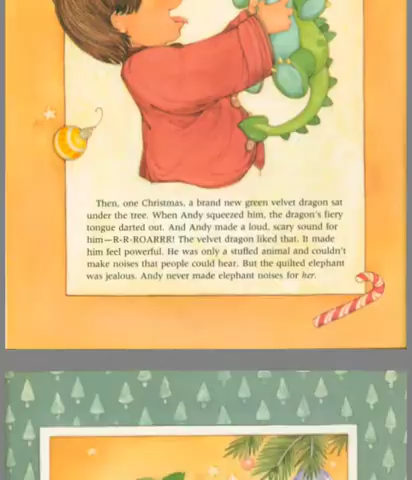 Then, one Christmas, a brand new green velvet dragon sat
under the tree. When Andy squeezed him, the dragon's fiery
tongue darted out. And Andy made a loud, scary sound for
him—R-R-ROARRR! The velvet dragon liked that. It made
him feel powerful. He was only a stuffed animal and couldn't
make noises that people could hear. But the quilted elephant
was jealous. Andy never made elephant noises for her.